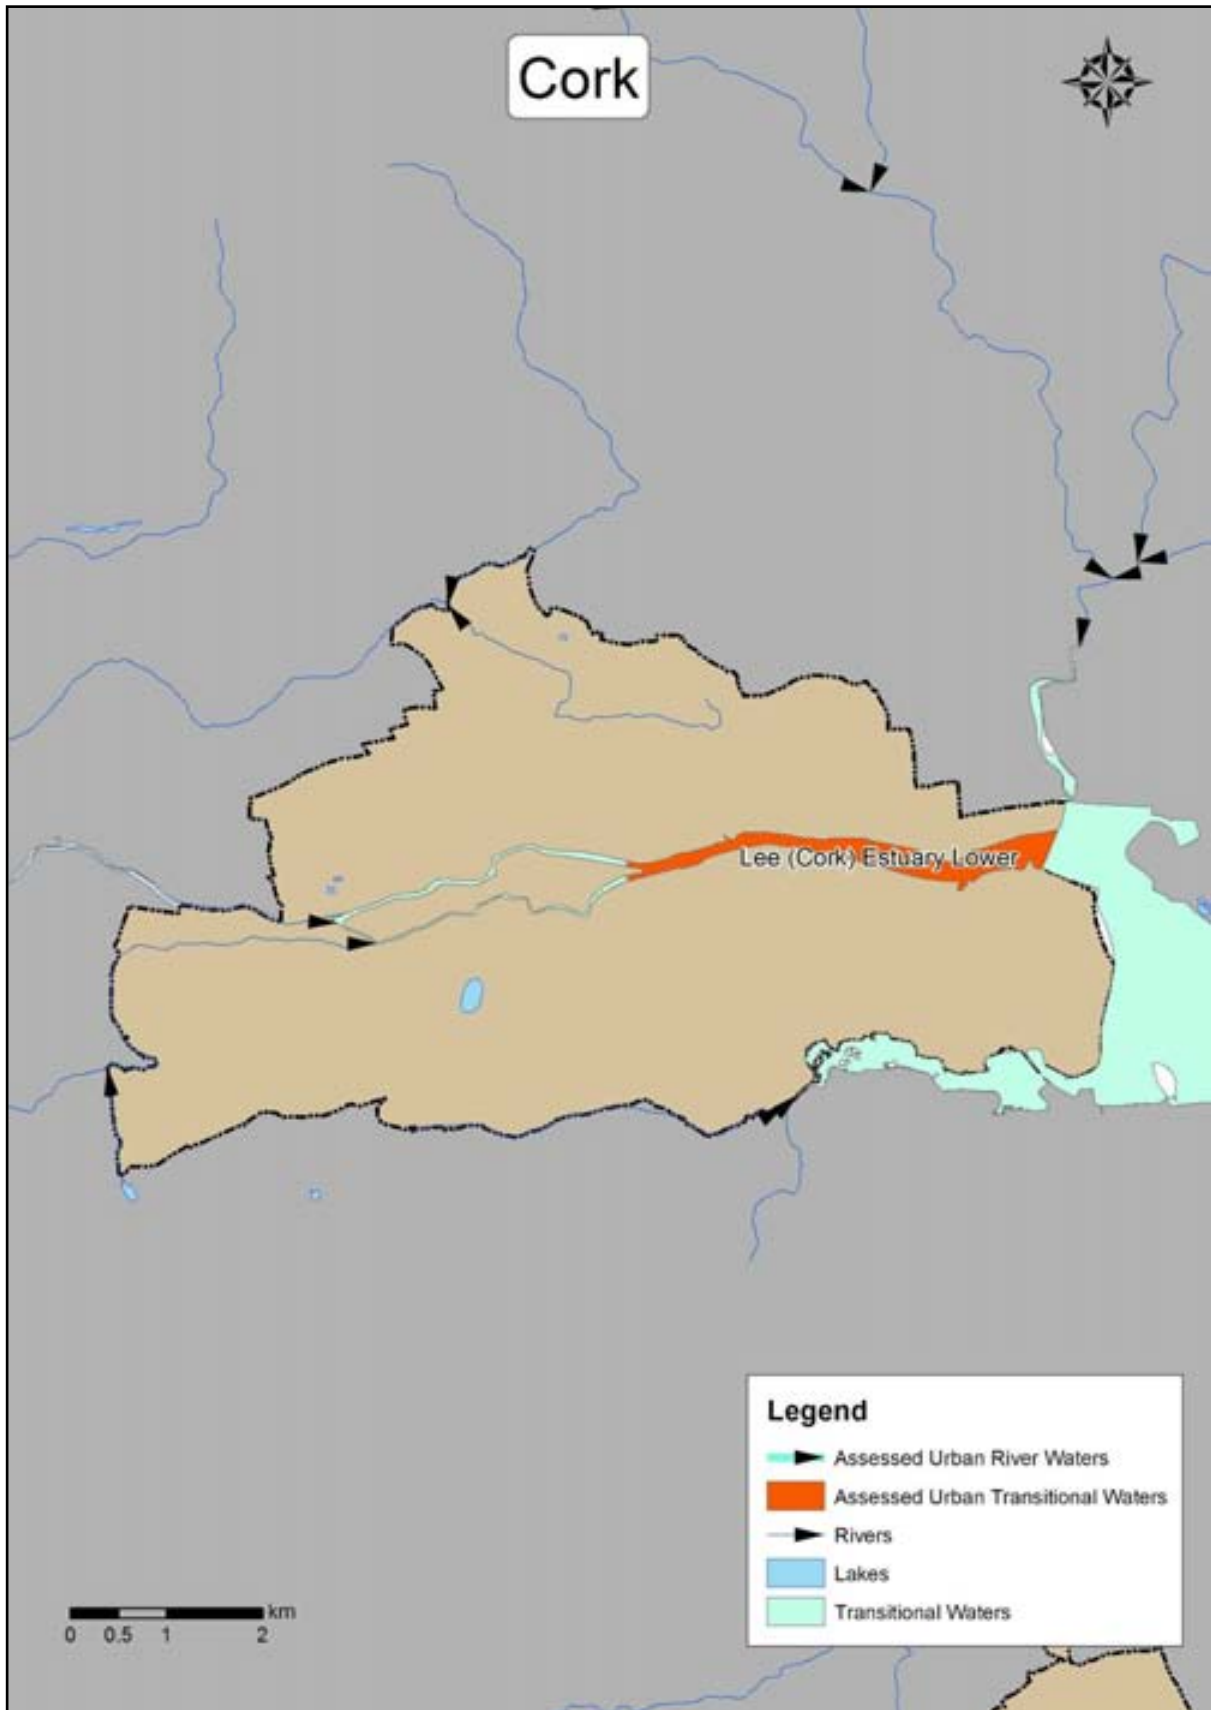 Cork
Lee (Cork) Estuary Lower
Legend
Assessed Urban River Waters
Assessed Urban Transitional Waters
Rivers
Lakes
Transitional Waters
km
0 0.5 1 2